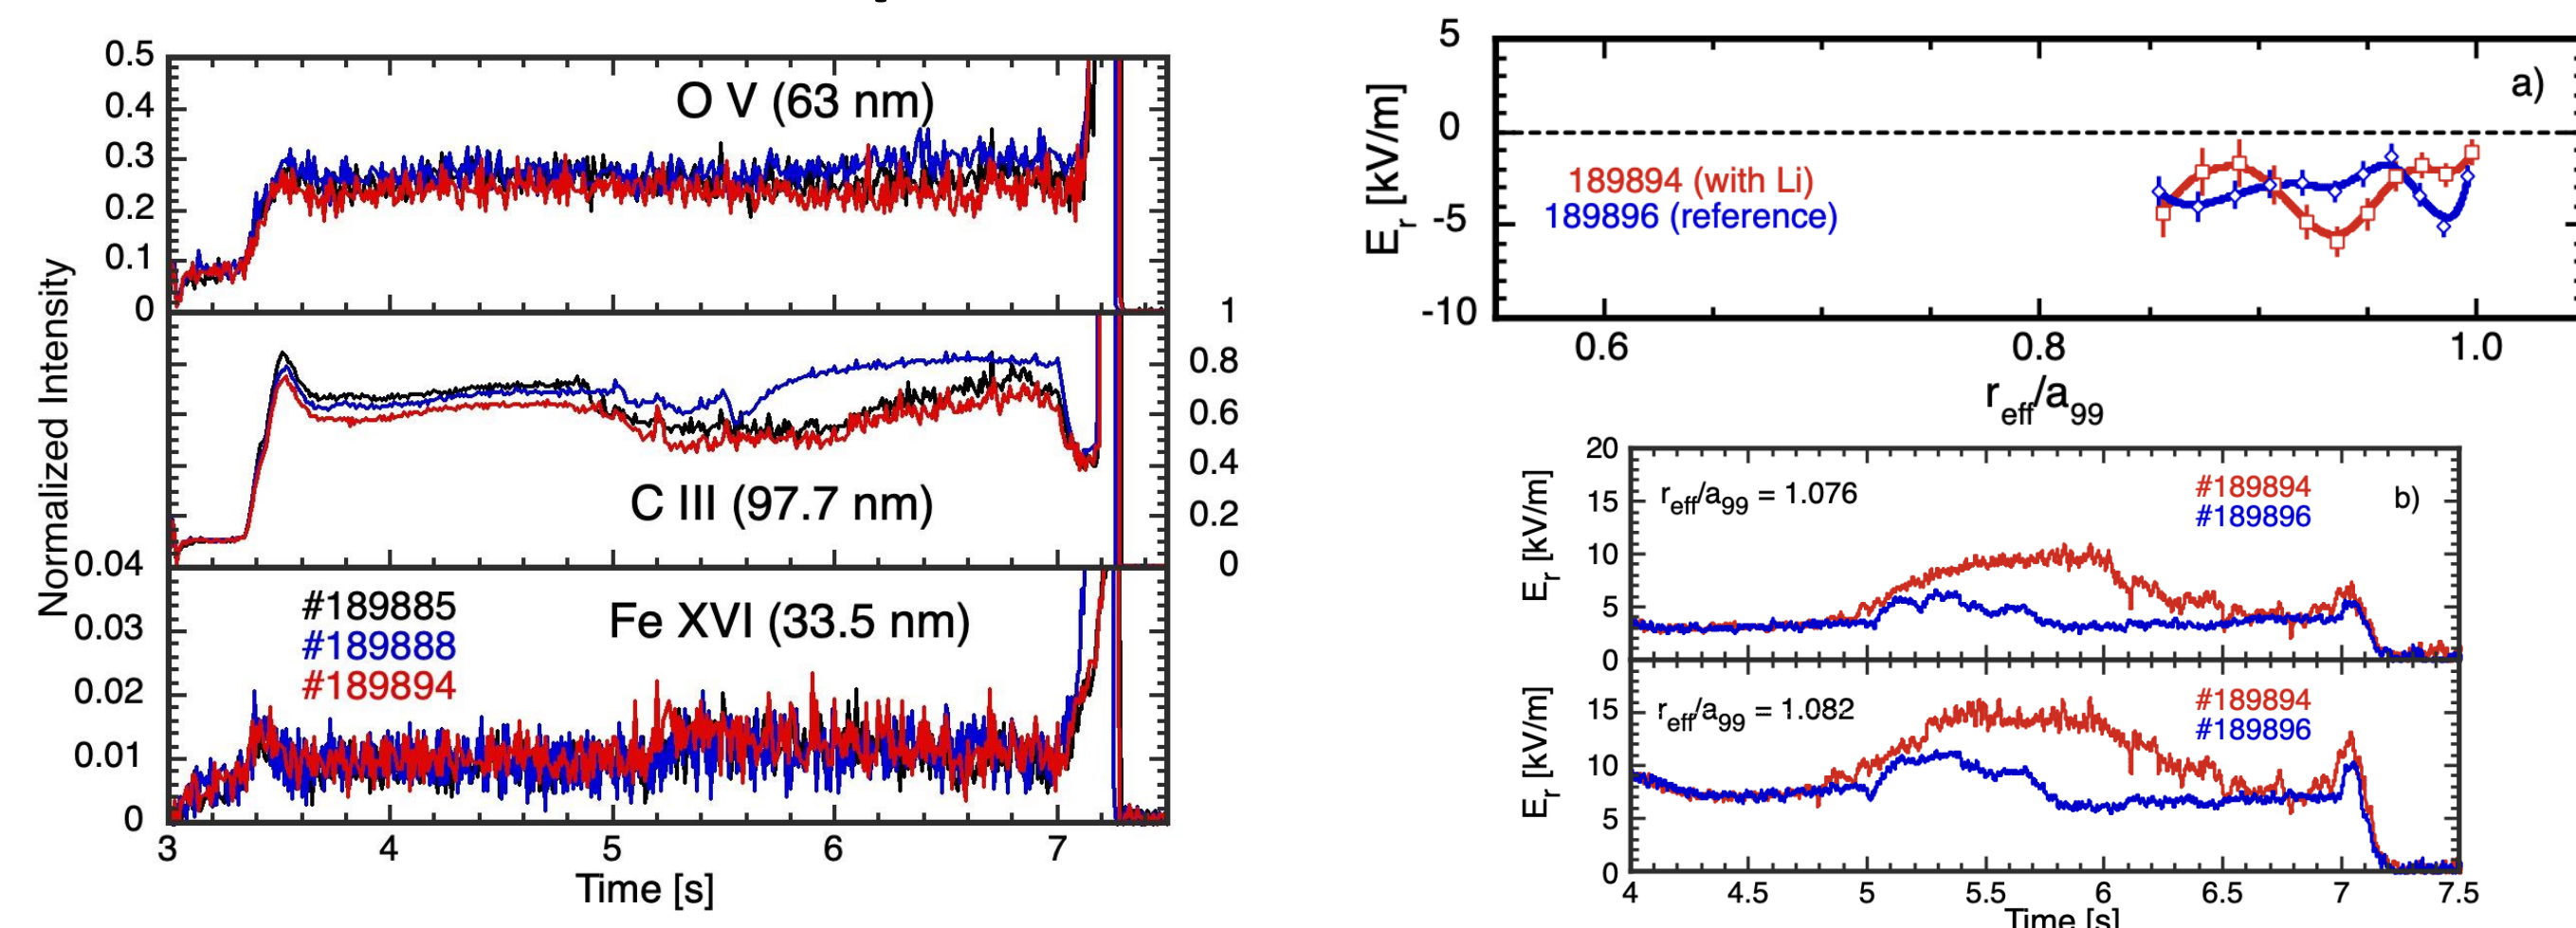 0.5
0.4
0.3
0.2
0.1
0
O V (63 nm)
Normalized Intensity
1
0.8
0.6
0.4
0.2
0
C III (97.7 nm)
0.04
0.03
0.02
0.01
0
#189885
#189888
#189894
Fe XVI (33.5 nm)
3 4 5 6 7
Time [s]
5
0
-5
-10
E_r [kV/m]
a)
189894 (with Li)
189896 (reference)
0.6 0.8 1.0
r_eff/a_99
20
15
10
5
0
E_r [kV/m]
r_eff/a_99 = 1.076
#189894
#189896
b)
15
10
5
0
E_r [kV/m]
r_eff/a_99 = 1.082
#189894
#189896
4 4.5 5 5.5 6 6.5 7 7.5
Time [s]